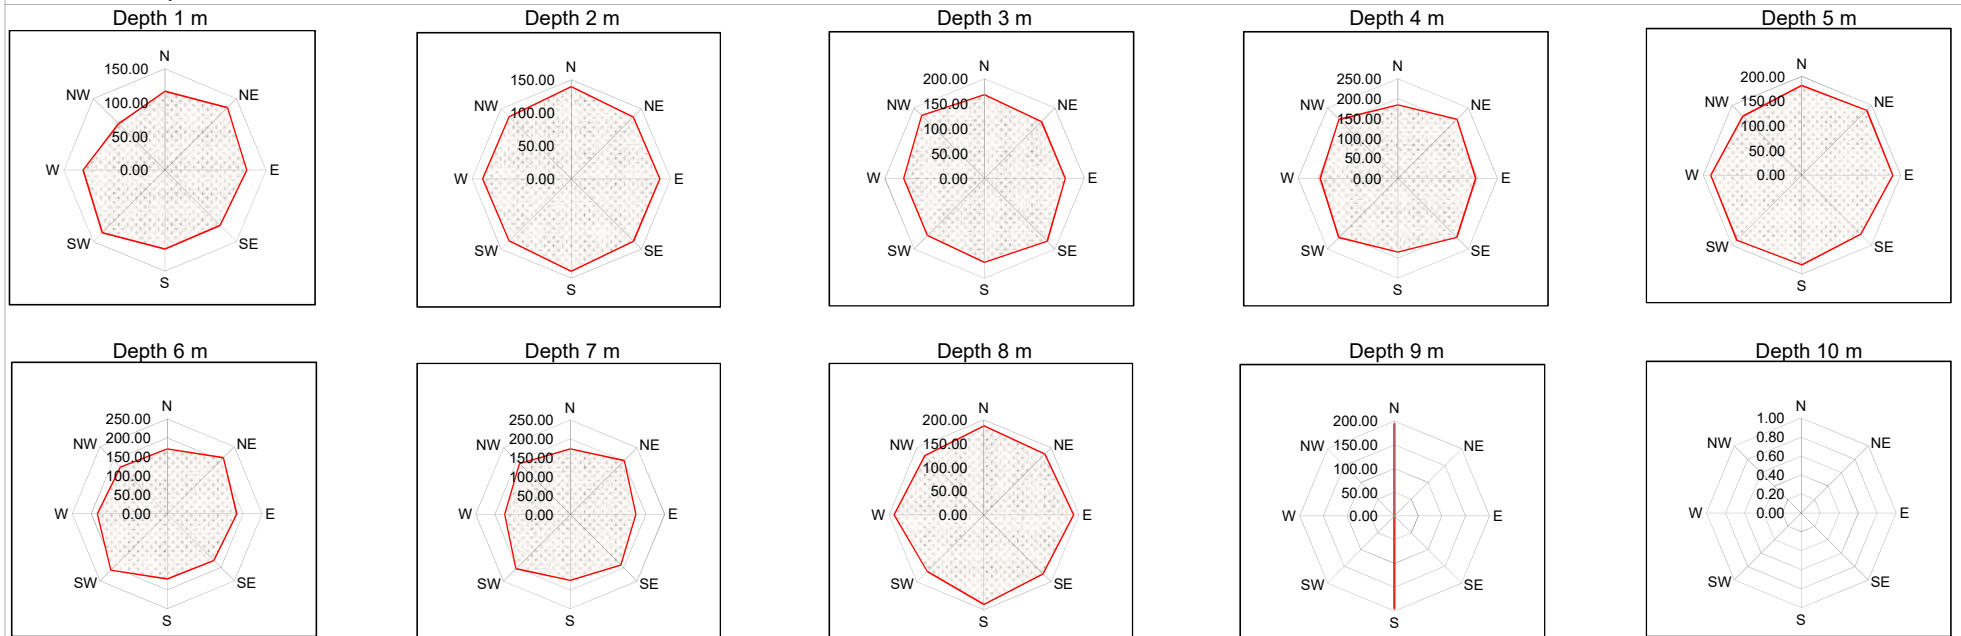 Depth 1 m
N
150.00
NW
NE
100.00
50.00
W
0.00
E
SW
SE
S
Depth 2 m
N
150.00
NW
NE
100.00
50.00
W
0.00
E
SW
SE
S
Depth 3 m
N
200.00
NW
150.00
NE
100.00
50.00
W
0.00
E
SW
SE
S
Depth 4 m
N
250.00
NW
200.00
NE
150.00
100.00
50.00
W
0.00
E
SW
SE
S
Depth 5 m
N
200.00
NW
150.00
NE
100.00
50.00
W
0.00
E
SW
SE
S
Depth 6 m
N
250.00
NW
200.00
NE
150.00
100.00
50.00
W
0.00
E
SW
SE
S
Depth 7 m
N
250.00
NW
200.00
NE
150.00
100.00
50.00
W
0.00
E
SW
SE
S
Depth 8 m
N
200.00
NW
150.00
NE
100.00
50.00
W
0.00
E
SW
SE
S
Depth 9 m
N
200.00
NW
150.00
NE
100.00
50.00
W
0.00
E
SW
SE
S
Depth 10 m
N
1.00
NW
0.80
NE
0.60
0.40
0.20
W
0.00
E
SW
SE
S